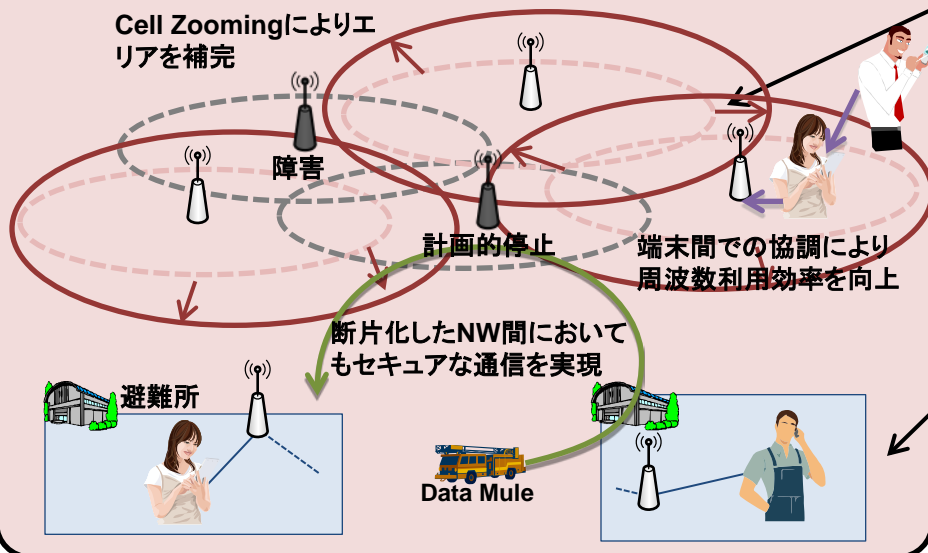 Cell Zoomingによりエ
リアを補完
障害
計画的停止
端末間での協調により
周波数利用効率を向上
断片化したNW間において
もセキュアな通信を実現
避難所
Data Mule